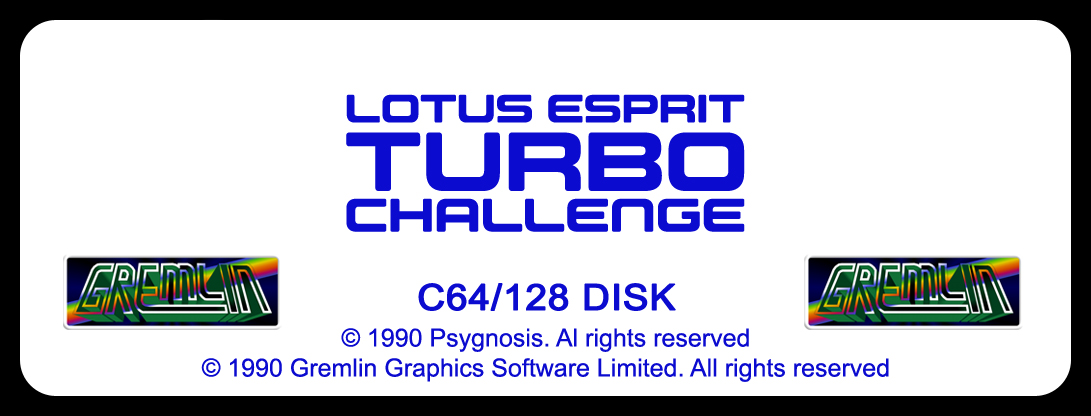 LOTUS ESPRIT
TURBO
CHALLENGE
GREMLIN
GREMLIN
C64/128 DISK
© 1990 Psygnosis. Al rights reserved
© 1990 Gremlin Graphics Software Limited. All rights reserved